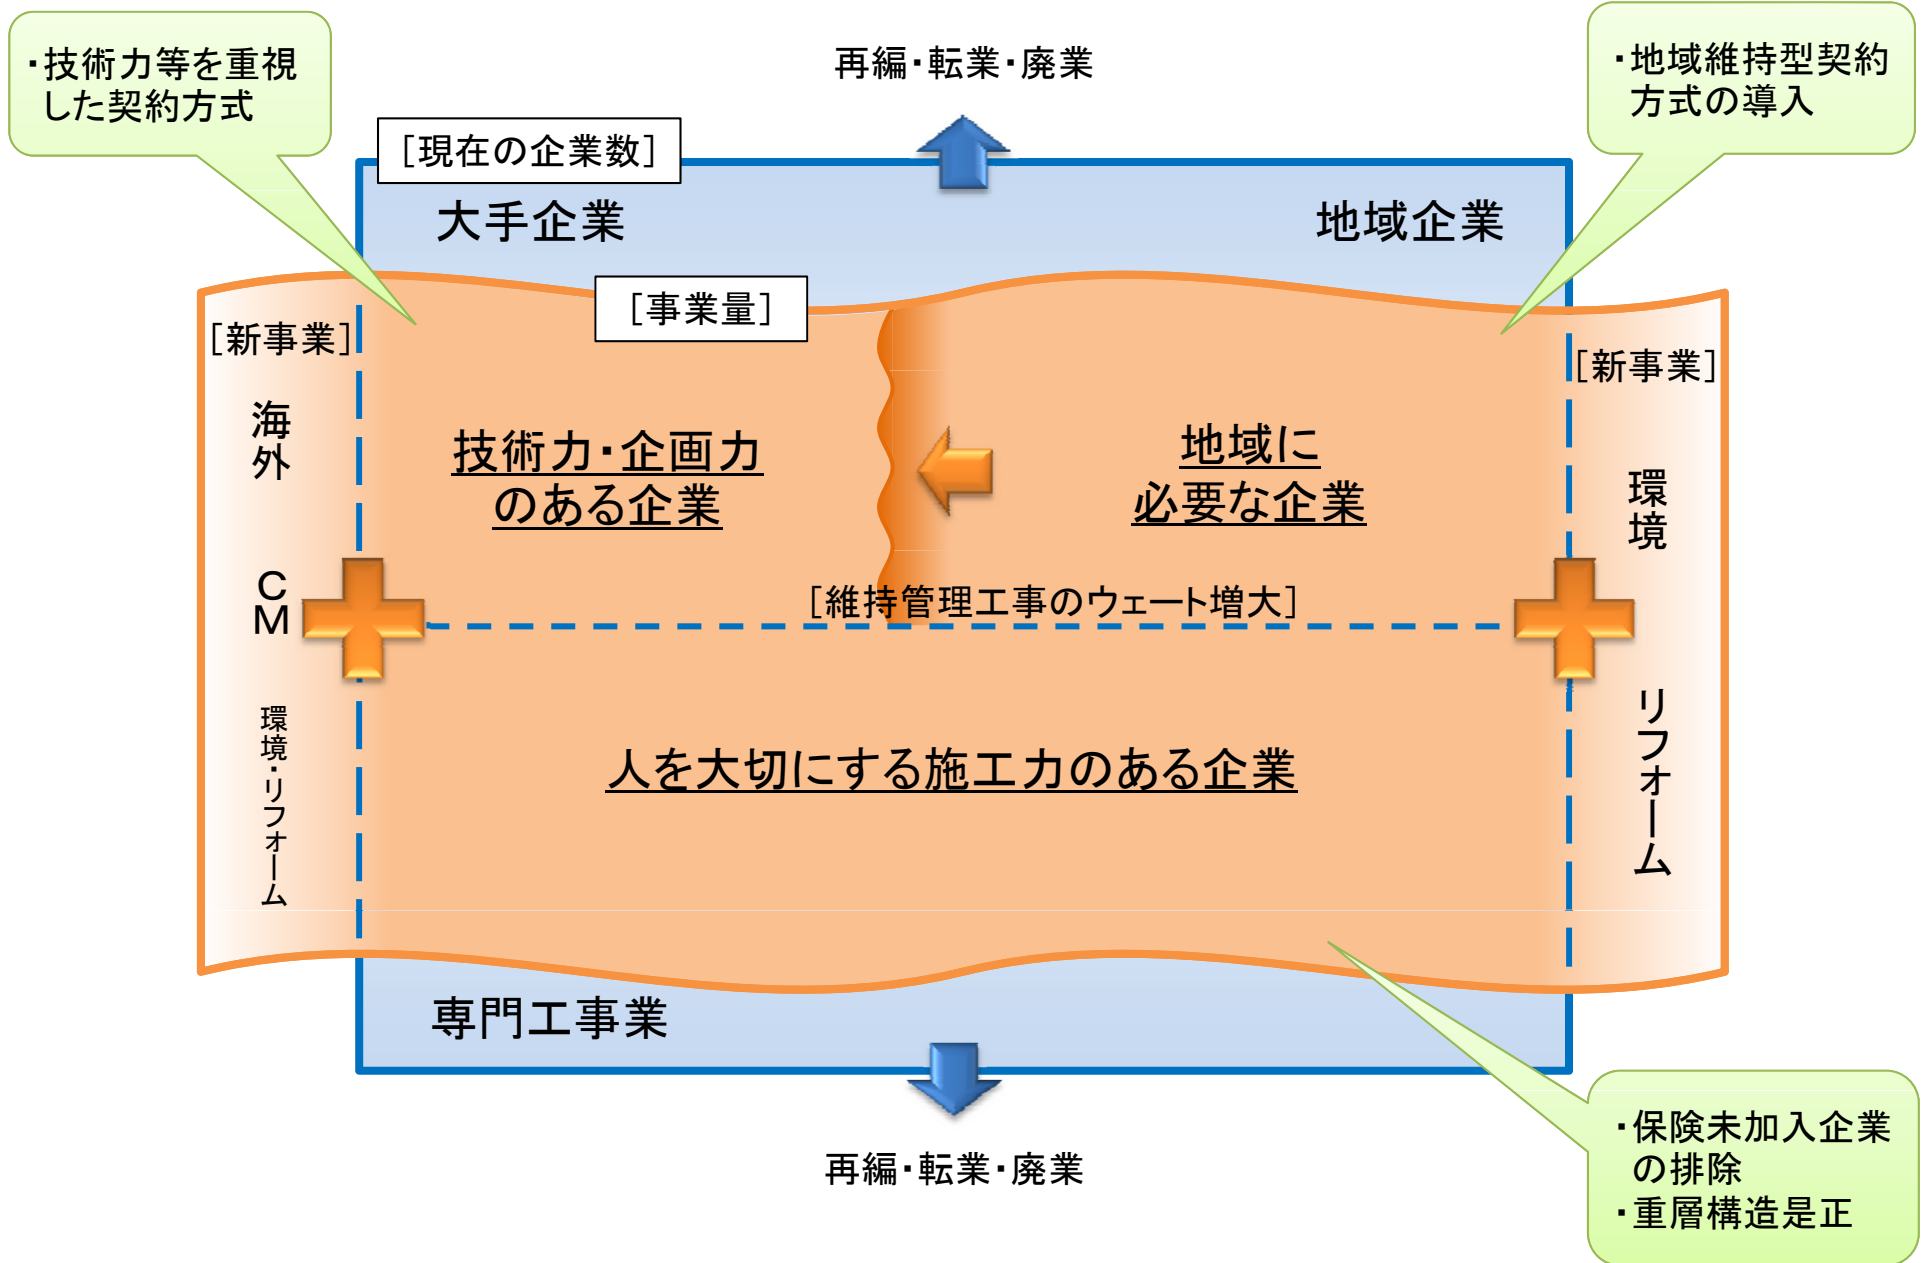 ・技術力等を重視
した契約方式
再編・転業・廃業
・地域維持型契約
方式の導入
［現在の企業数］
大手企業
地域企業
［事業量］
［新事業］
海外
ＣＭ
環境・リフォーム
技術力・企画力
のある企業
地域に
必要な企業
［新事業］
環境
リフォーム
［維持管理工事のウェート増大］
人を大切にする施工力のある企業
専門工事業
再編・転業・廃業
・保険未加入企業
の排除
・重層構造是正